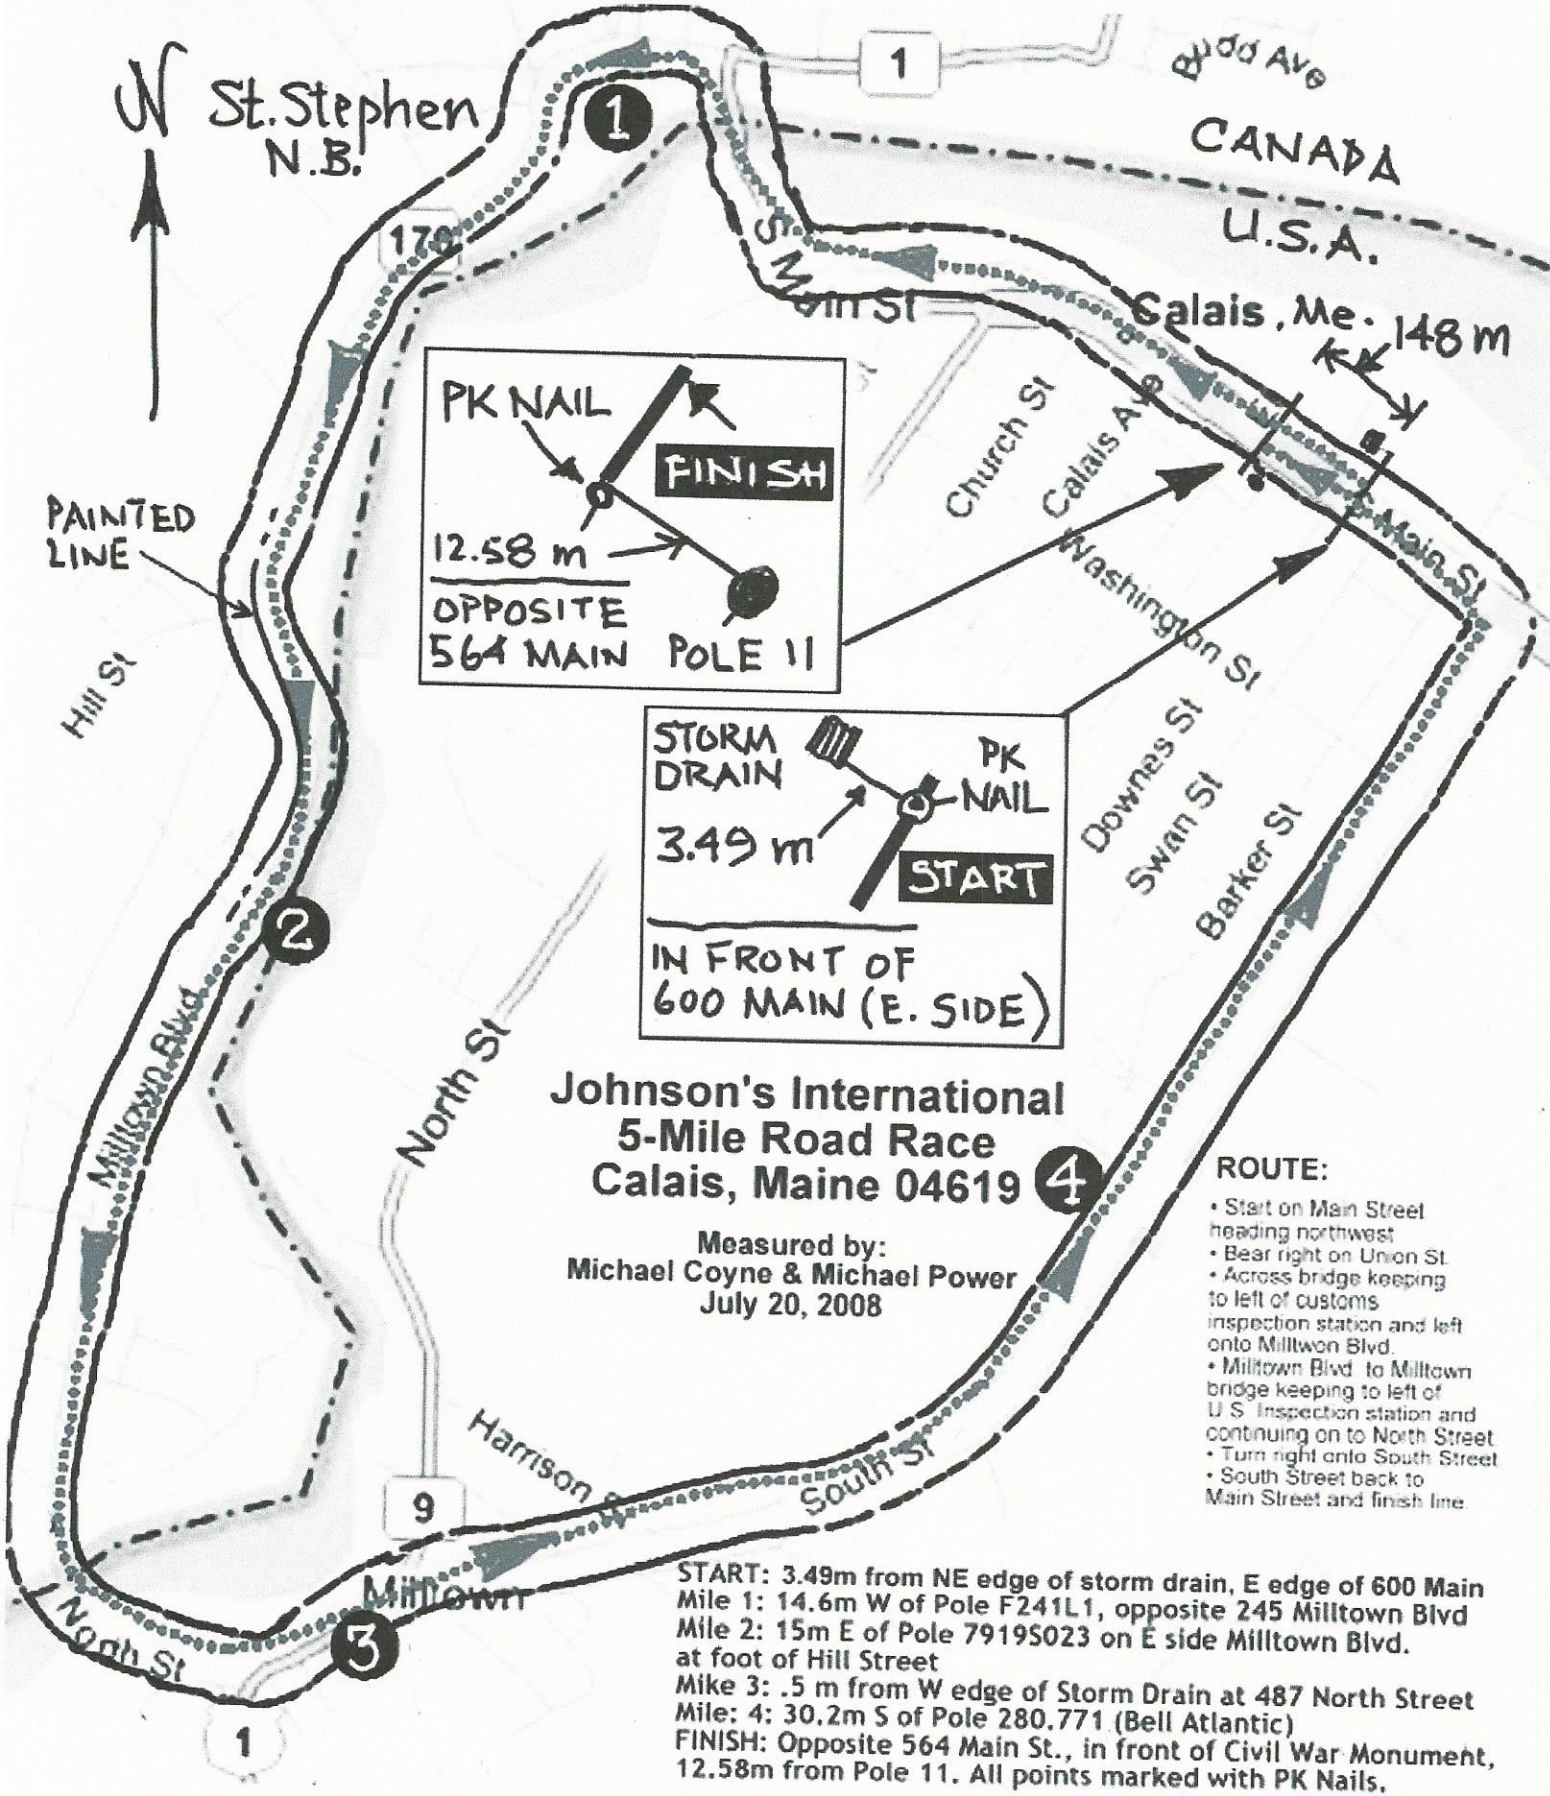 N
St. Stephen
N.B.
1
Budd Ave
CANADA
U.S.A.
Calais, Me.
148 m
1
170
S Main St
St
Church St
Calais Ave
Washington St
Main St
Downes St
Swan St
Barker St
PK NAIL
FINISH
12.58 m
OPPOSITE
564 MAIN
POLE 11
PAINTED
LINE
Hill St
STORM
DRAIN
PK
NAIL
3.49 m
START
IN FRONT OF
600 MAIN (E. SIDE)
2
Milltown Blvd
North St
Johnson's International
5-Mile Road Race
Calais, Maine 04619
4
Measured by:
Michael Coyne & Michael Power
July 20, 2008
ROUTE:
• Start on Main Street
heading northwest
• Bear right on Union St.
• Across bridge keeping
to left of customs
inspection station and left
onto Milltwon Blvd.
• Milltown Blvd to Milltown
bridge keeping to left of
U.S Inspection station and
continuing on to North Street
• Turn right onto South Street
• South Street back to
Main Street and finish line.
Harrison St
South St
9
Milltown
North St
3
1
START: 3.49m from NE edge of storm drain, E edge of 600 Main
Mile 1: 14.6m W of Pole F241L1, opposite 245 Milltown Blvd
Mile 2: 15m E of Pole 7919S023 on E side Milltown Blvd.
at foot of Hill Street
Mike 3: .5 m from W edge of Storm Drain at 487 North Street
Mile: 4: 30.2m S of Pole 280.771 (Bell Atlantic)
FINISH: Opposite 564 Main St., in front of Civil War Monument,
12.58m from Pole 11. All points marked with PK Nails.